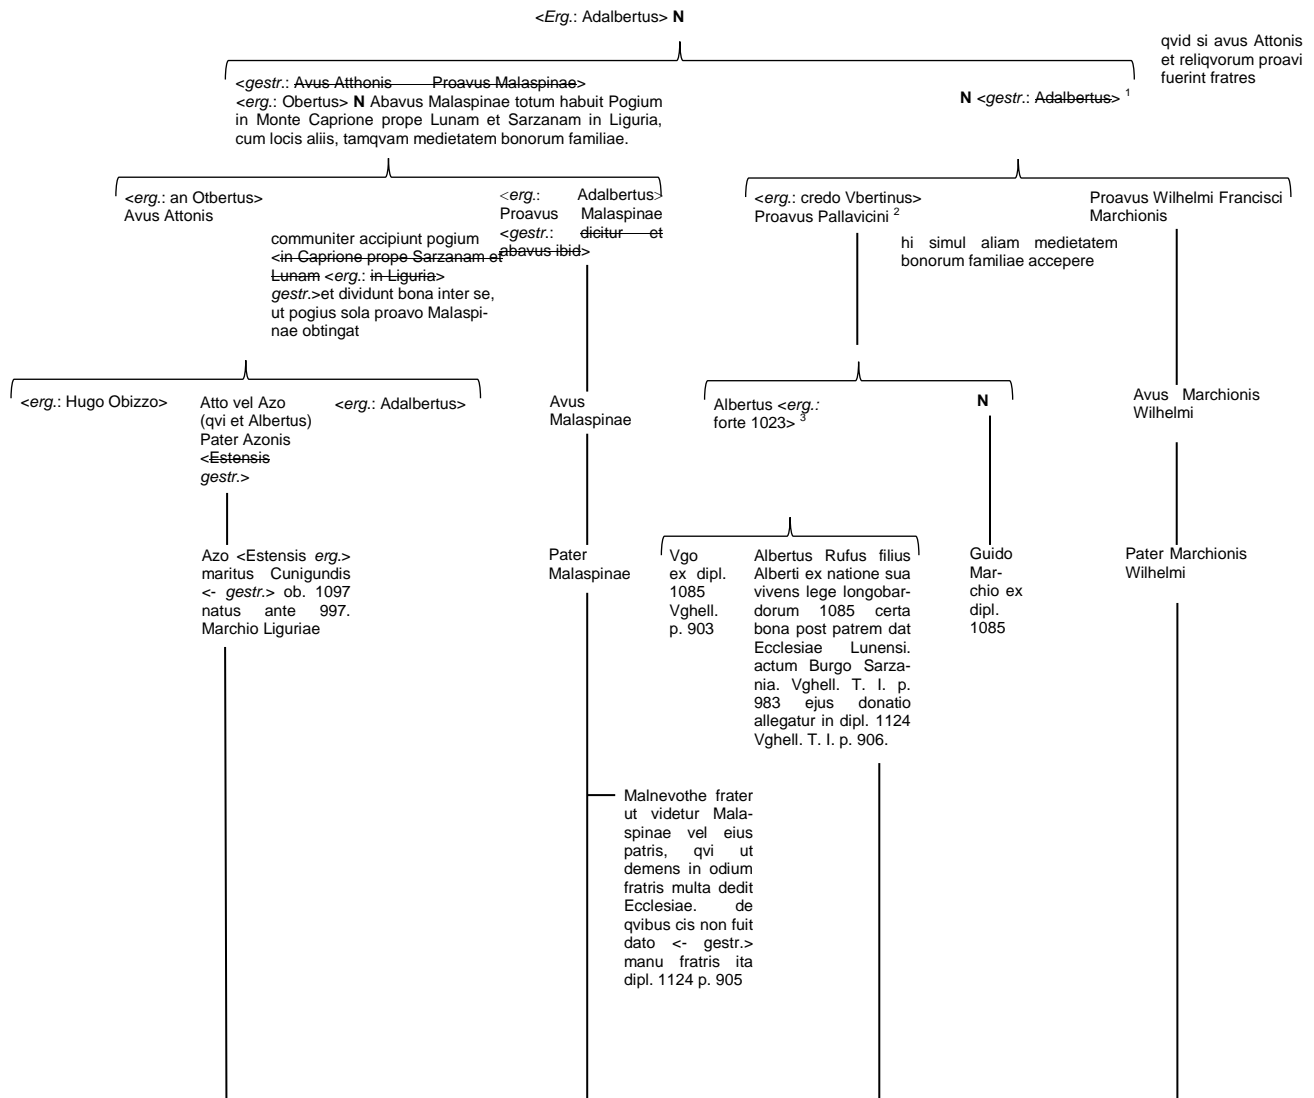 <Erg.: Adalbertus> N
qvid si avus Attonis
et reliqvorum proavi
fuerint fratres
<gestr.: Avus Atthonis Proavus Malaspinae>
<erg.: Obertus> N Abavus Malaspinae totum habuit Pogium
in Monte Caprione prope Lunam et Sarzanam in Liguria,
cum locis aliis, tamqvam medietatem bonorum familiae.
N <gestr.: Adalbertus> 1
<erg.: an Otbertus>
Avus Attonis
<erg.: Adalbertus>
Proavus Malaspinae
<gestr.: dicitur et
abavus ibid>
<erg.: credo Vbertinus>
Proavus Pallavicini 2
Proavus Wilhelmi Francisci
Marchionis
communiter accipiunt pogium
<in Caprione prope Sarzanam et
Lunam <erg.: in Liguria>
gestr.>et dividunt bona inter se,
ut pogius sola proavo Malaspi-
nae obtingat
hi simul aliam medietatem
bonorum familiae accepere
<erg.: Hugo Obizzo>
Atto vel Azo
(qvi et Albertus)
Pater Azonis
<Estensis
gestr.>
<erg.: Adalbertus>
Avus
Malaspinae
Albertus <erg.:
forte 1023> 3
N
Avus Marchionis
Wilhelmi
Azo <Estensis erg.>
maritus Cunigundis
<- gestr.> ob. 1097
natus ante 997.
Marchio Liguriae
Pater
Malaspinae
Vgo
ex dipl.
1085
Vghell.
p. 903
Albertus Rufus filius
Alberti ex natione sua
vivens lege longobar-
dorum 1085 certa
bona post patrem dat
Ecclesiae Lunensi.
actum Burgo Sarza-
nia. Vghell. T. I. p.
983 ejus donatio
allegatur in dipl. 1124
Vghell. T. I. p. 906.
Guido
Mar-
chio ex
dipl.
1085
Pater Marchionis
Wilhelmi
Malnevothe frater
ut videtur Mala-
spinae vel eius
patris, qvi ut
demens in odium
fratris multa dedit
Ecclesiae. de
qvibus cis non fuit
dato <- gestr.>
manu fratris ita
dipl. 1124 p. 905